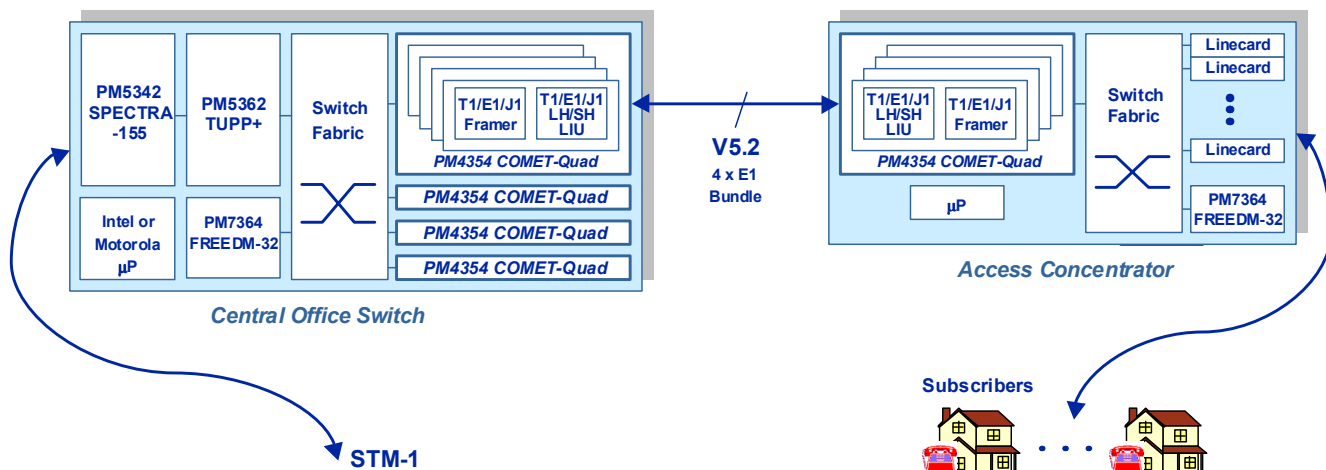 PM5342
SPECTRA
-155
PM5362
TUPP+
Switch
Fabric
T1/E1/J1
Framer
T1/E1/J1
LH/SH
LIU
PM4354 COMET-Quad
PM4354 COMET-Quad
PM4354 COMET-Quad
PM4354 COMET-Quad
Intel or
Motorola
µP
PM7364
FREEDM-32
Central Office Switch
V5.2
4 x E1
Bundle
T1/E1/J1
LH/SH
LIU
T1/E1/J1
Framer
PM4354 COMET-Quad
µP
Switch
Fabric
Linecard
Linecard
Linecard
PM7364
FREEDM-32
Access Concentrator
STM-1
Subscribers